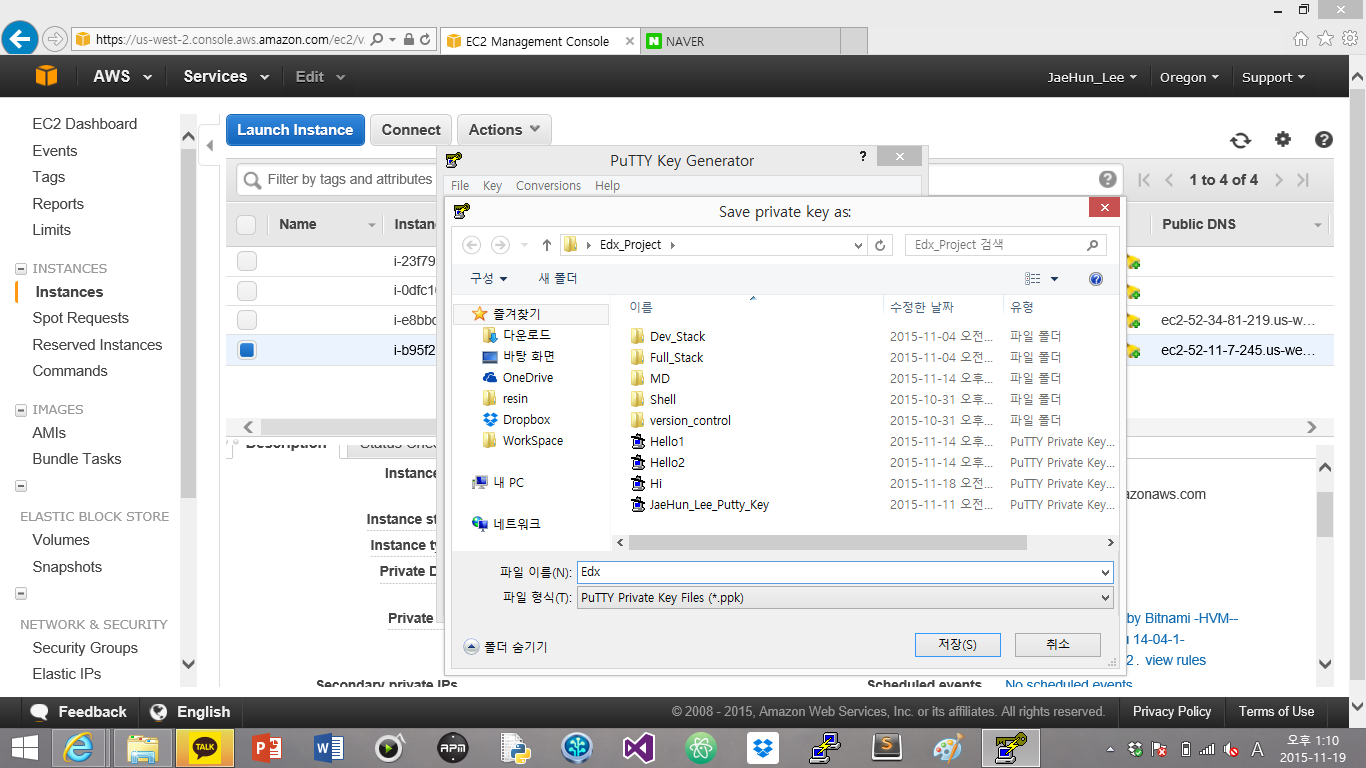 https://us-west-2.console.aws.amazon.com/ec2/v
EC2 Management Console
NAVER
AWS Services Edit
JaeHun_Lee Oregon Support
EC2 Dashboard
Events
Tags
Reports
Limits
INSTANCES
Instances
Spot Requests
Reserved Instances
Commands
IMAGES
AMIs
Bundle Tasks
ELASTIC BLOCK STORE
Volumes
Snapshots
NETWORK & SECURITY
Security Groups
Elastic IPs
Launch Instance Connect Actions
Filter by tags and attributes
1 to 4 of 4
Name Instan
Public DNS
i-23f79
i-0dfc1
i-e8bbc
ec2-52-34-81-219.us-w...
i-b95f2
ec2-52-11-7-245.us-we...
Description Status Chec
Instance
azonaws.com
Instance st
Instance ty
Private D
Private
by Bitnami -HVM--
14-04-1-
2. view rules
Secondary private IPs
Scheduled events No scheduled events
PuTTY Key Generator
?
File Key Conversions Help
Save private key as:
Edx_Project
Edx_Project 검색
구성 새 폴더
즐겨찾기
다운로드
바탕 화면
OneDrive
resin
Dropbox
WorkSpace
내 PC
네트워크
이름 수정한 날짜 유형
Dev_Stack 2015-11-04 오전... 파일 폴더
Full_Stack 2015-11-04 오전... 파일 폴더
MD 2015-11-14 오후... 파일 폴더
Shell 2015-10-31 오후... 파일 폴더
version_control 2015-10-31 오후... 파일 폴더
Hello1 2015-11-14 오후... PuTTY Private Key...
Hello2 2015-11-14 오후... PuTTY Private Key...
Hi 2015-11-18 오전... PuTTY Private Key...
JaeHun_Lee_Putty_Key 2015-11-11 오전... PuTTY Private Key...
파일 이름(N): Edx
파일 형식(T): PuTTY Private Key Files (*.ppk)
폴더 숨기기
저장(S) 취소
Feedback English
© 2008 - 2015, Amazon Web Services, Inc. or its affiliates. All rights reserved.
Privacy Policy Terms of Use
TALK
APM
A
오후 1:10
2015-11-19